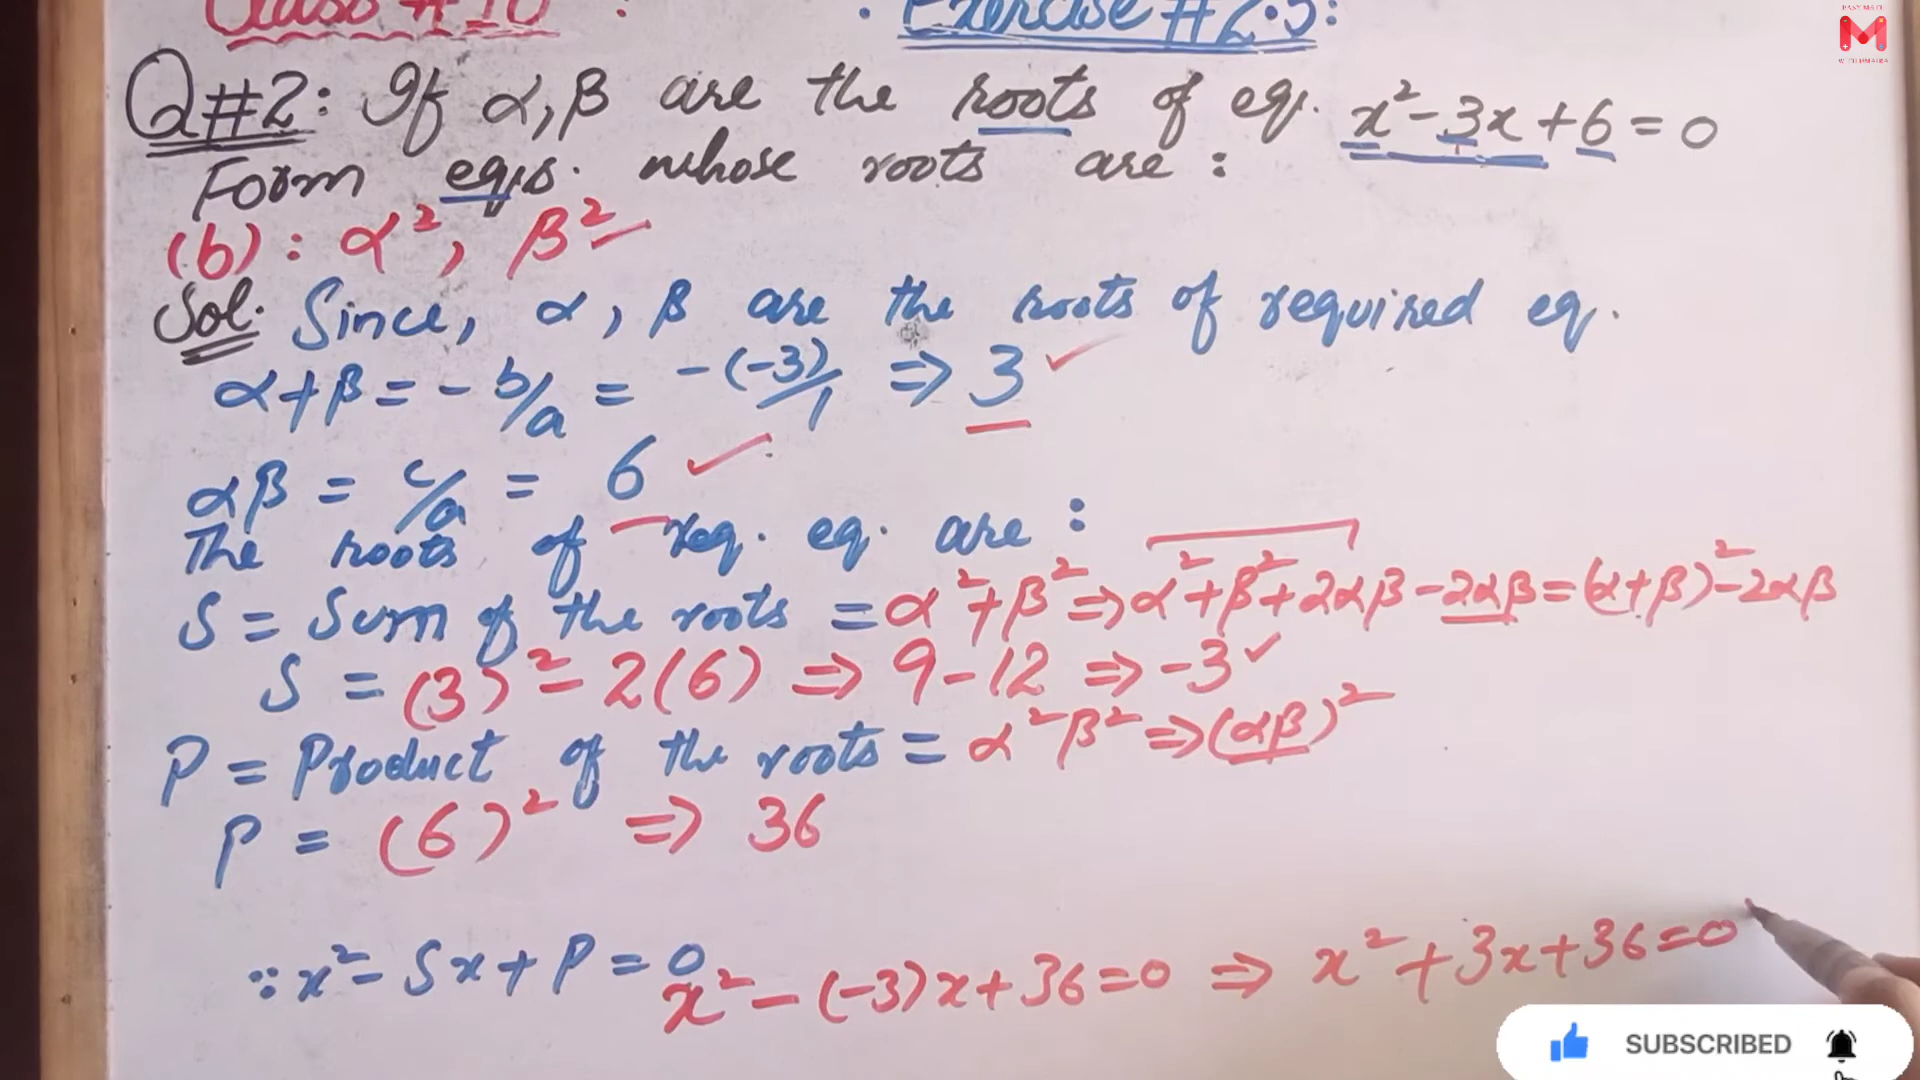 Class #10 : . Exercise #2.5:
Q#2: If α, β are the roots of eq. x² - 3x + 6 = 0
Form eqs. whose roots are :
(b) : α², β²
Sol. Since, α, β are the roots of required eq.
α+β = - b/a = -(-3)/1 ⇒ 3 ✓
αβ = c/a = 6 ✓
The roots of req. eq. are :
S = Sum of the roots = α²+β² ⇒ α²+β²+2αβ-2αβ = (α+β)²-2αβ
S = (3)² - 2(6) ⇒ 9-12 ⇒ -3 ✓
P = Product of the roots = α²β² ⇒ (αβ)²
P = (6)² ⇒ 36
∵ x² - Sx + P = 0
x² - (-3)x + 36 = 0 ⇒ x² + 3x + 36 = 0
EASY MATH
M
WITH UMAIRA
SUBSCRIBED